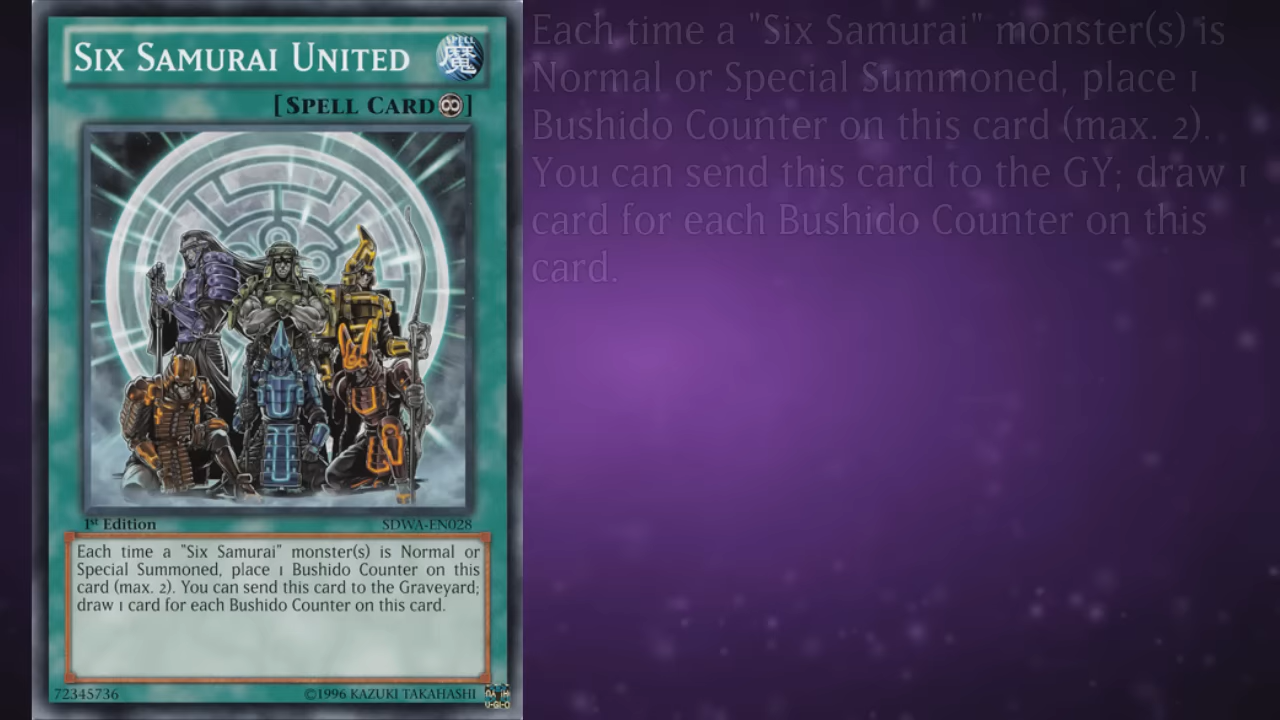 SIX SAMURAI UNITED
SPELL
魔
[SPELL CARD♾]
1st Edition
SDWA-EN028
Each time a "Six Samurai" monster(s) is Normal or
Special Summoned, place 1 Bushido Counter on this
card (max. 2). You can send this card to the Graveyard;
draw 1 card for each Bushido Counter on this card.
72345736
©1996 KAZUKI TAKAHASHI
Each time a "Six Samurai" monster(s) is
Normal or Special Summoned, place 1
Bushido Counter on this card (max. 2).
You can send this card to the GY; draw 1
card for each Bushido Counter on this
card.